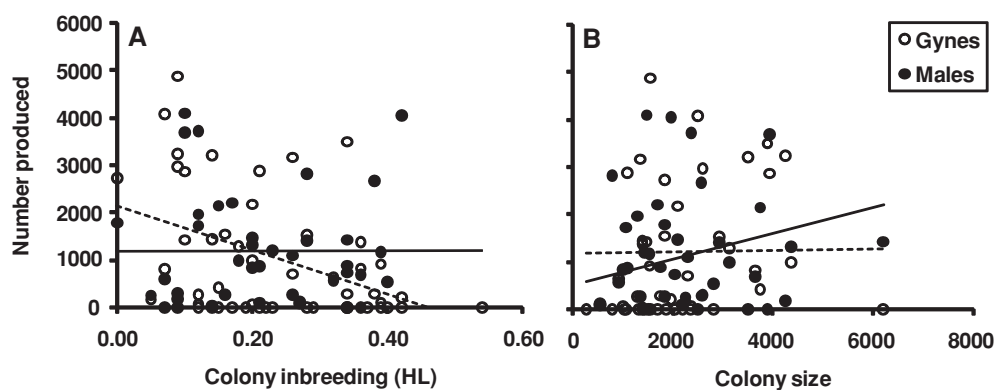 A
B
Gynes
Males
Number produced
6000
5000
4000
3000
2000
1000
0
0.00 0.20 0.40 0.60
0 2000 4000 6000 8000
Colony inbreeding (HL)
Colony size